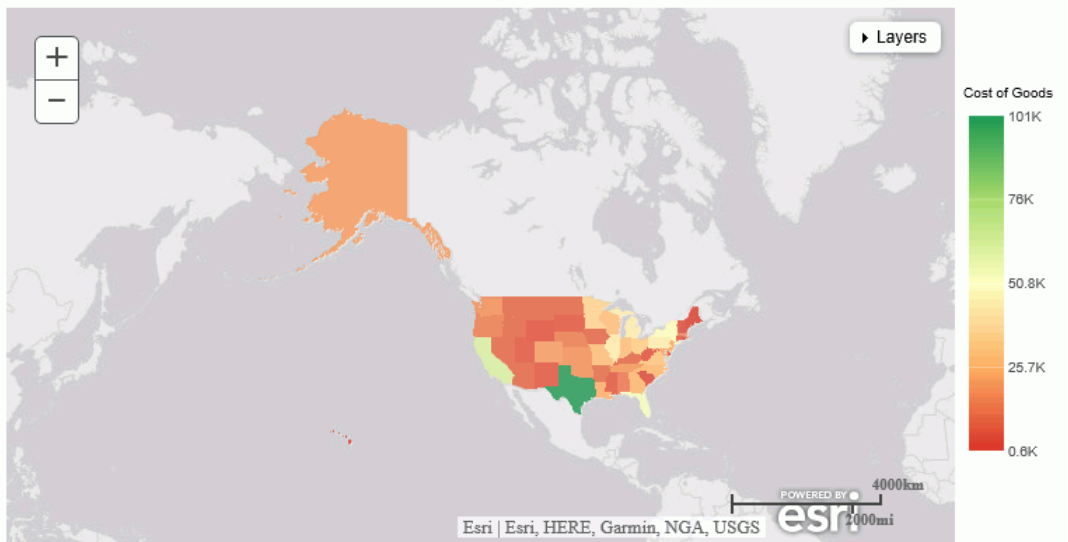 +
−
Layers
Cost of Goods
101K
76K
50.8K
25.7K
0.6K
4000km
2000mi
POWERED BY
esri
Esri | Esri, HERE, Garmin, NGA, USGS